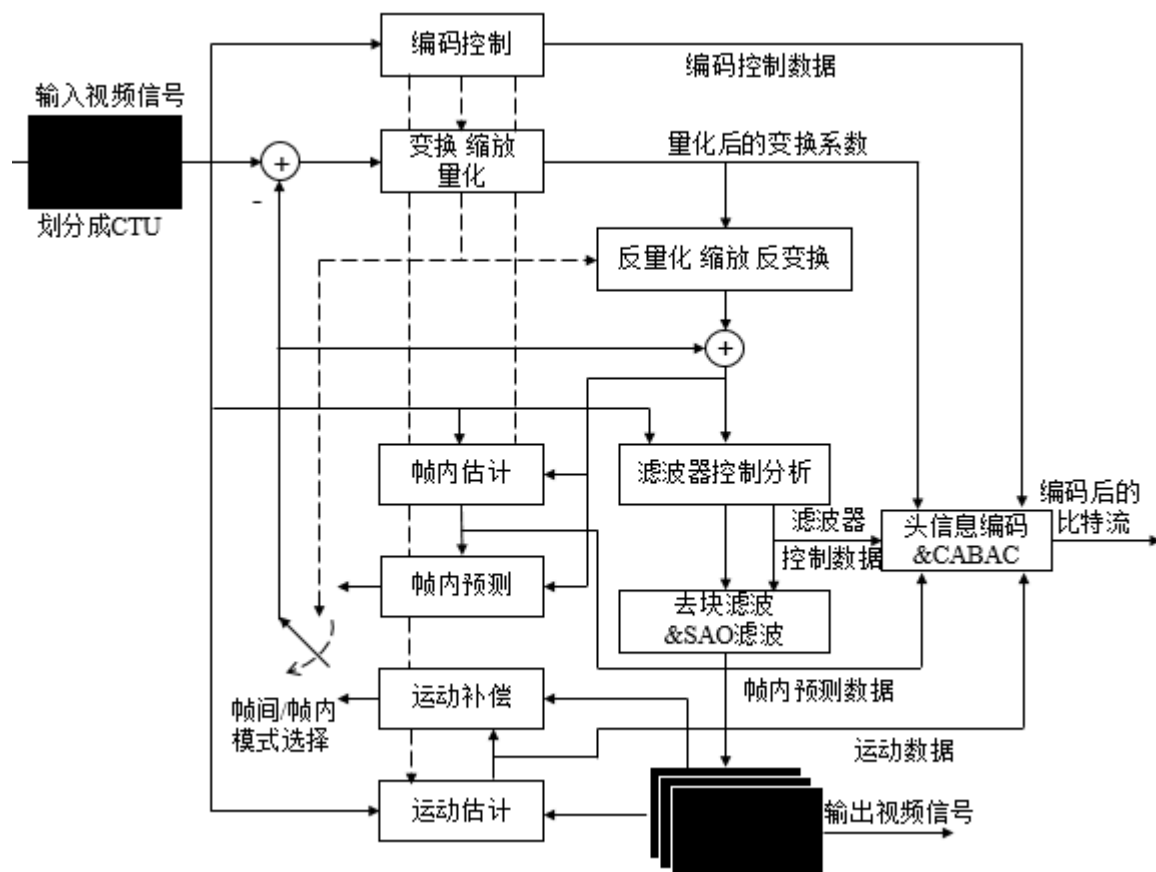 编码控制
编码控制数据
输入视频信号
+
变换 缩放
量化
量化后的变换系数
-
划分成CTU
反量化 缩放 反变换
+
帧内估计
滤波器控制分析
滤波器
控制数据
头信息编码
&CABAC
编码后的
比特流
帧内预测
去块滤波
&SAO滤波
帧间/帧内
模式选择
运动补偿
帧内预测数据
运动数据
运动估计
输出视频信号